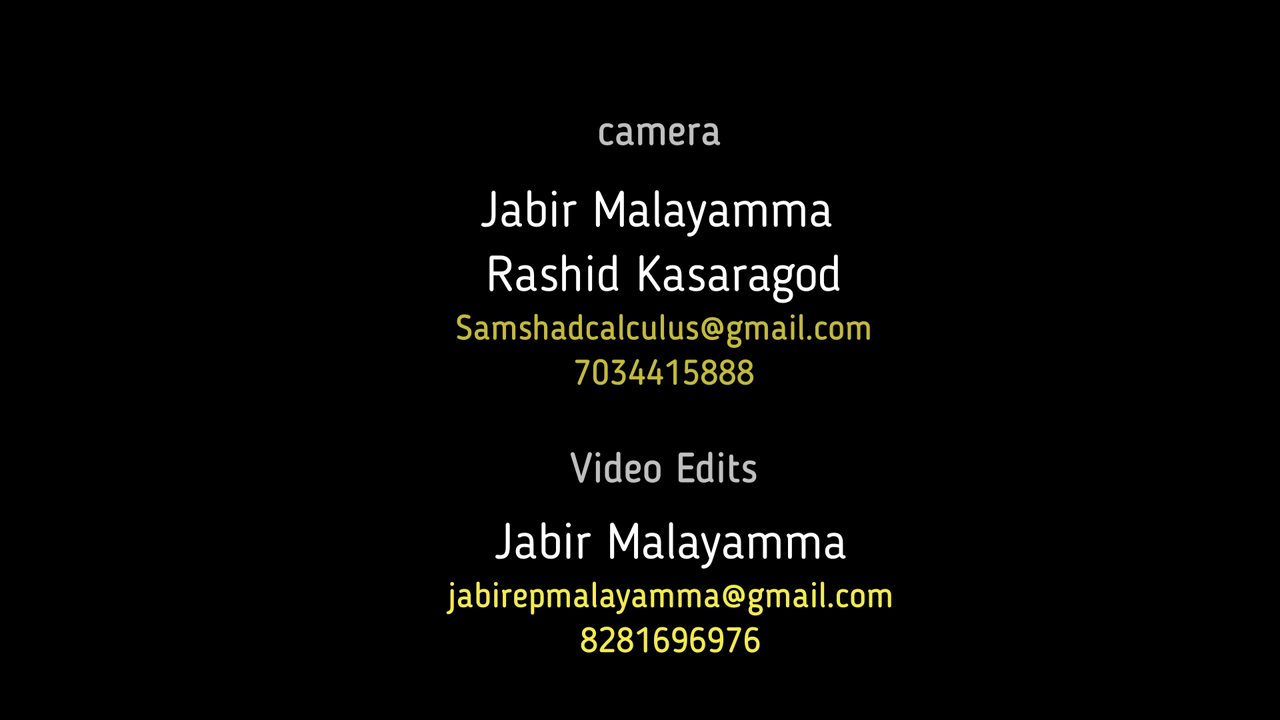 camera
Jabir Malayamma
Rashid Kasaragod
Samshadcalculus@gmail.com
7034415888
Video Edits
Jabir Malayamma
jabirepmalayamma@gmail.com
8281696976